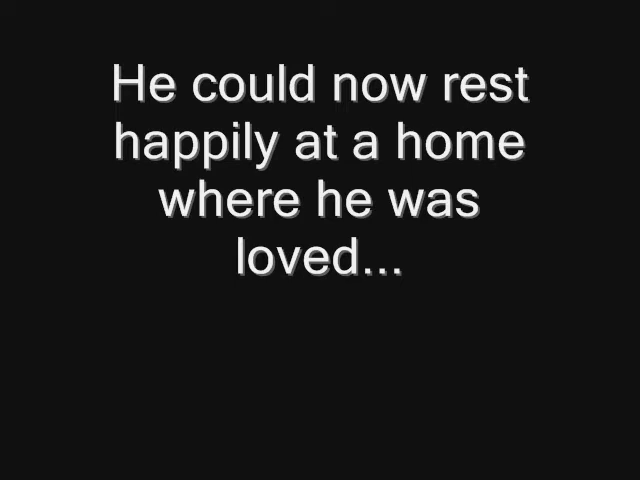 He could now rest
happily at a home
where he was
loved...